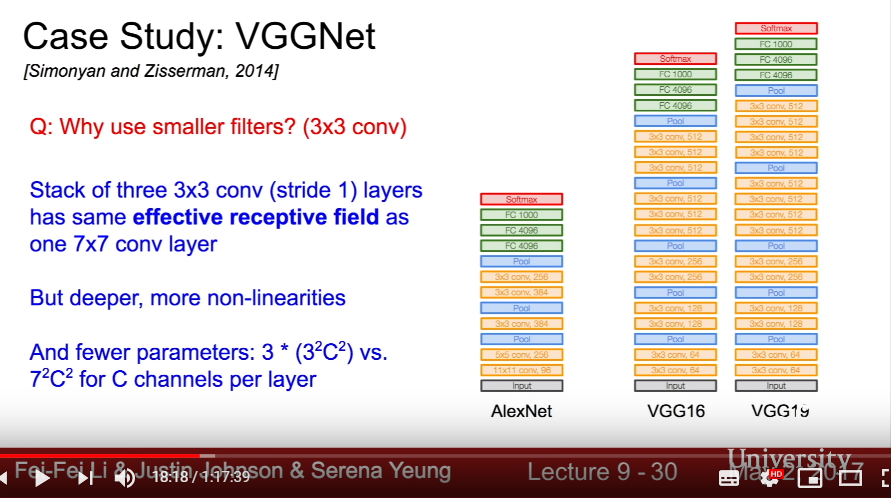 Case Study: VGGNet
[Simonyan and Zisserman, 2014]
Q: Why use smaller filters? (3x3 conv)
Stack of three 3x3 conv (stride 1) layers
has same effective receptive field as
one 7x7 conv layer
But deeper, more non-linearities
And fewer parameters: 3 * (3²C²) vs.
7²C² for C channels per layer
Softmax
FC 1000
FC 4096
FC 4096
Pool
3x3 conv, 256
3x3 conv, 384
Pool
3x3 conv, 384
Pool
5x5 conv, 256
11x11 conv, 96
Input
AlexNet
Softmax
FC 1000
FC 4096
FC 4096
Pool
3x3 conv, 512
3x3 conv, 512
3x3 conv, 512
Pool
3x3 conv, 512
3x3 conv, 512
3x3 conv, 512
Pool
3x3 conv, 256
3x3 conv, 256
Pool
3x3 conv, 128
3x3 conv, 128
Pool
3x3 conv, 64
3x3 conv, 64
Input
VGG16
Softmax
FC 1000
FC 4096
FC 4096
Pool
3x3 conv, 512
3x3 conv, 512
3x3 conv, 512
3x3 conv, 512
Pool
3x3 conv, 512
3x3 conv, 512
3x3 conv, 512
3x3 conv, 512
Pool
3x3 conv, 256
3x3 conv, 256
Pool
3x3 conv, 128
3x3 conv, 128
Pool
3x3 conv, 64
3x3 conv, 64
Input
VGG19
University
Fei-Fei Li & Justin Johnson & Serena Yeung
Lecture 9 - 30
2017
18:18 / 1:17:39
HD